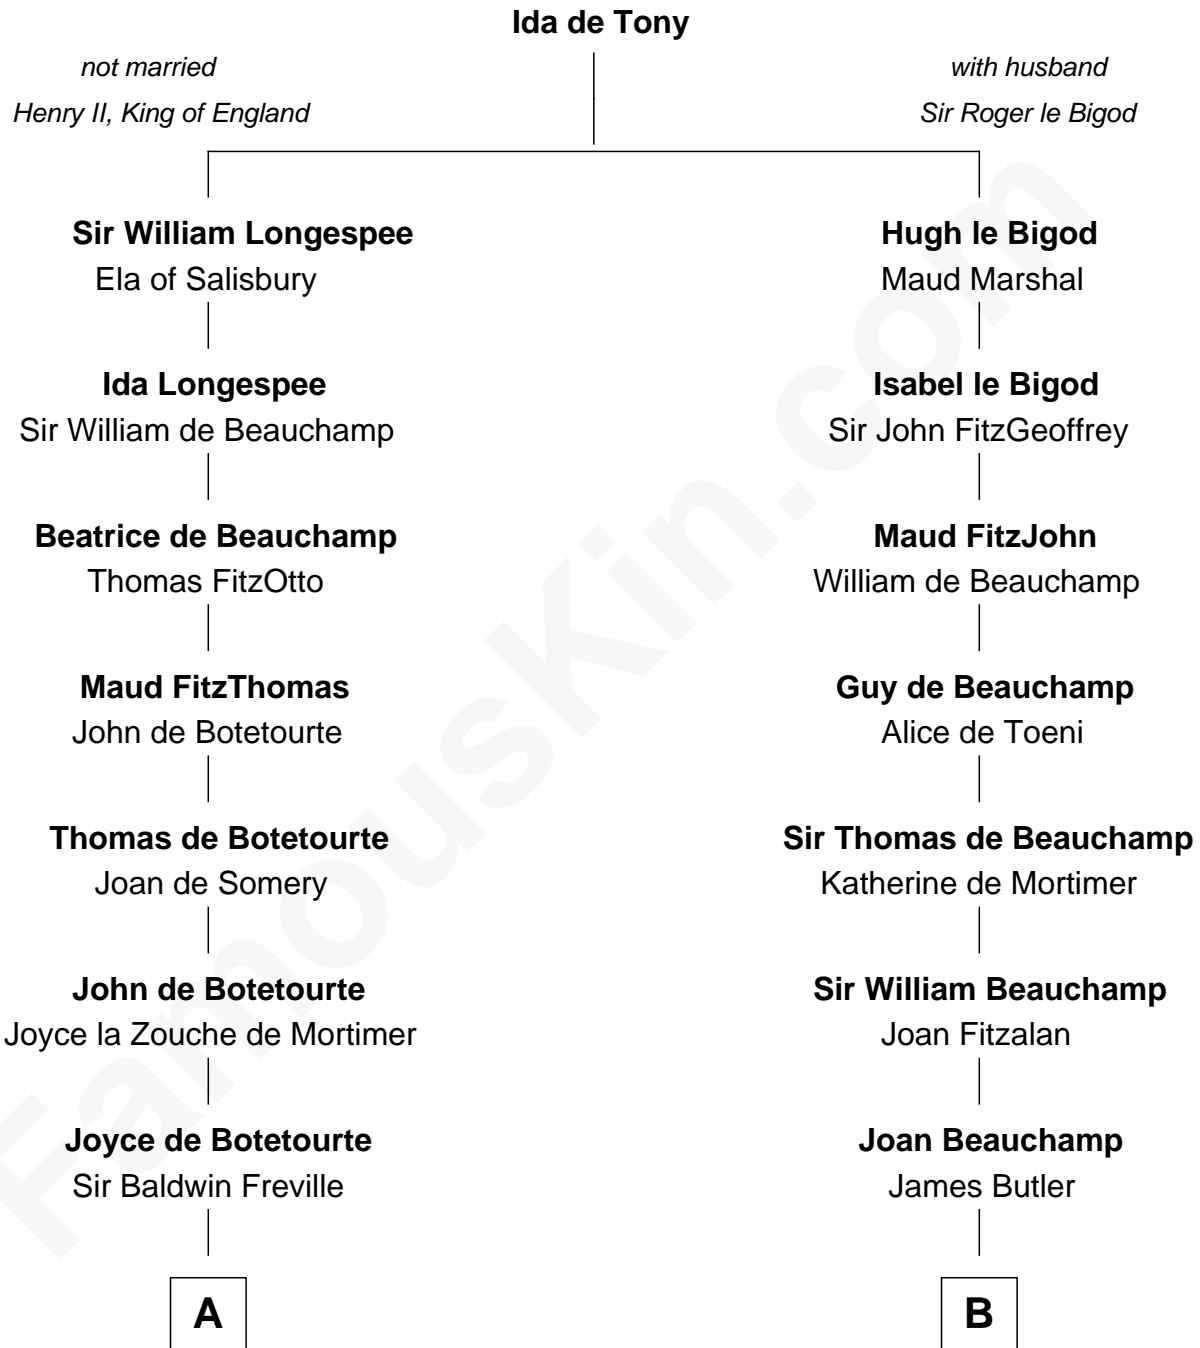 Ida de Tony
not married
Henry II, King of England
with husband
Sir Roger le Bigod
Sir William Longespee
Ela of Salisbury
Hugh le Bigod
Maud Marshal
Ida Longespee
Sir William de Beauchamp
Isabel le Bigod
Sir John FitzGeoffrey
Beatrice de Beauchamp
Thomas FitzOtto
Maud FitzJohn
William de Beauchamp
Maud FitzThomas
John de Botetourte
Guy de Beauchamp
Alice de Toeni
Thomas de Botetourte
Joan de Somery
Sir Thomas de Beauchamp
Katherine de Mortimer
John de Botetourte
Joyce la Zouche de Mortimer
Sir William Beauchamp
Joan Fitzalan
Joyce de Botetourte
Sir Baldwin Freville
Joan Beauchamp
James Butler
A
B
FamousKin.com